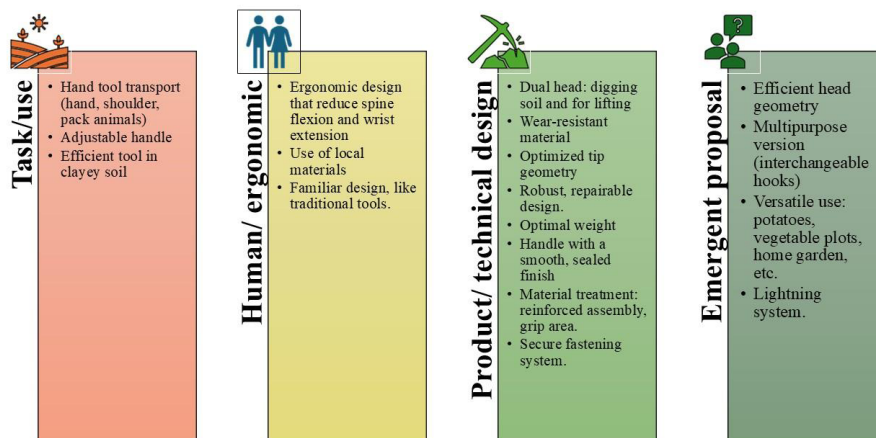 Task/use
• Hand tool transport
(hand, shoulder,
pack animals)
• Adjustable handle
• Efficient tool in
clayey soil
Human/ ergonomic
• Ergonomic design
that reduce spine
flexion and wrist
extension
• Use of local
materials
• Familiar design, like
traditional tools.
Product/ technical design
• Dual head: digging
soil and for lifting
• Wear-resistant
material
• Optimized tip
geometry
• Robust, repairable
design.
• Optimal weight
• Handle with a
smooth, sealed
finish
• Material treatment:
reinforced assembly,
grip area.
• Secure fastening
system.
?
Emergent proposal
• Efficient head
geometry
• Multipurpose
version
(interchangeable
hooks)
• Versatile use:
potatoes,
vegetable plots,
home garden,
etc.
• Lightning
system.